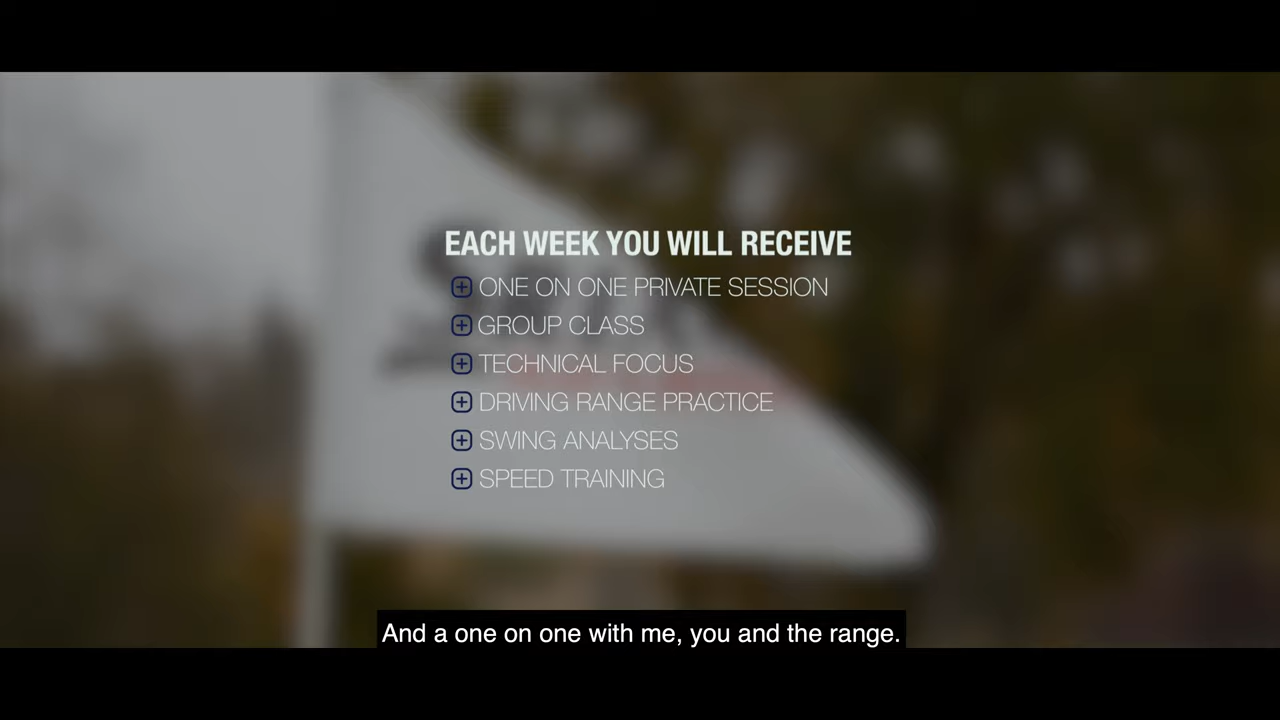 EACH WEEK YOU WILL RECEIVE
ONE ON ONE PRIVATE SESSION
GROUP CLASS
TECHNICAL FOCUS
DRIVING RANGE PRACTICE
SWING ANALYSES
SPEED TRAINING
And a one on one with me, you and the range.